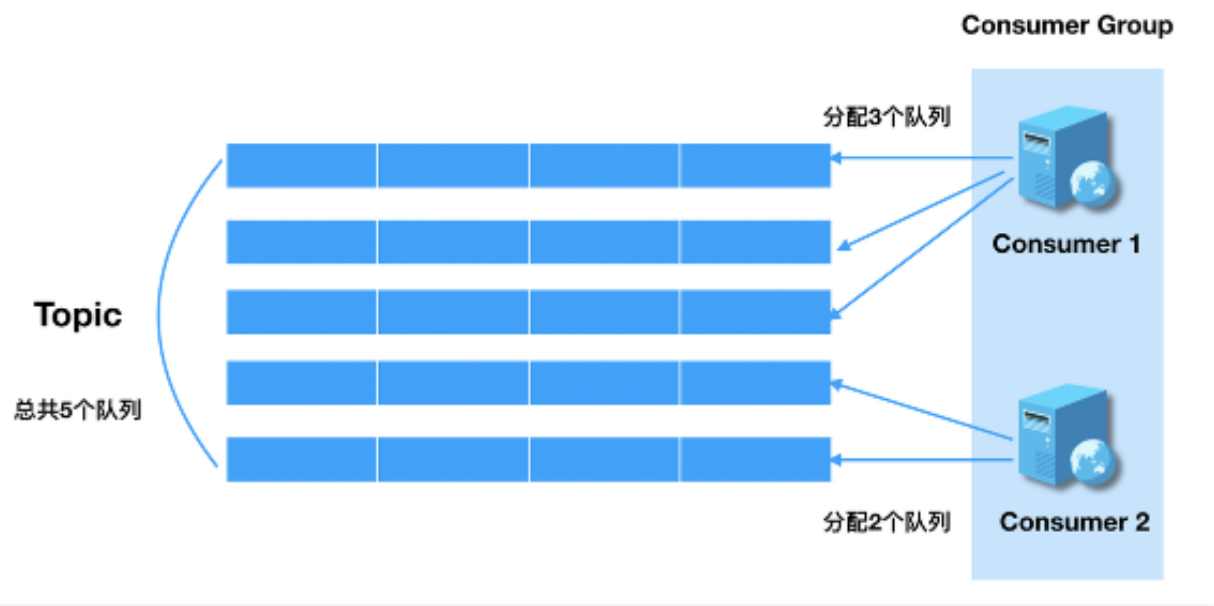 Consumer Group
分配3个队列
Consumer 1
Topic
总共5个队列
分配2个队列
Consumer 2